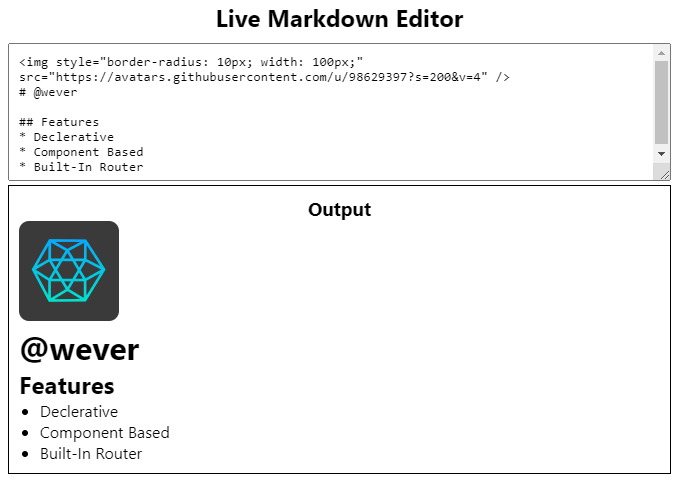 Live Markdown Editor
<img style="border-radius: 10px; width: 100px;"
src="https://avatars.githubusercontent.com/u/98629397?s=200&v=4" />
# @wever
## Features
* Declerative
* Component Based
* Built-In Router
Output
@wever
Features
• Declerative
• Component Based
• Built-In Router